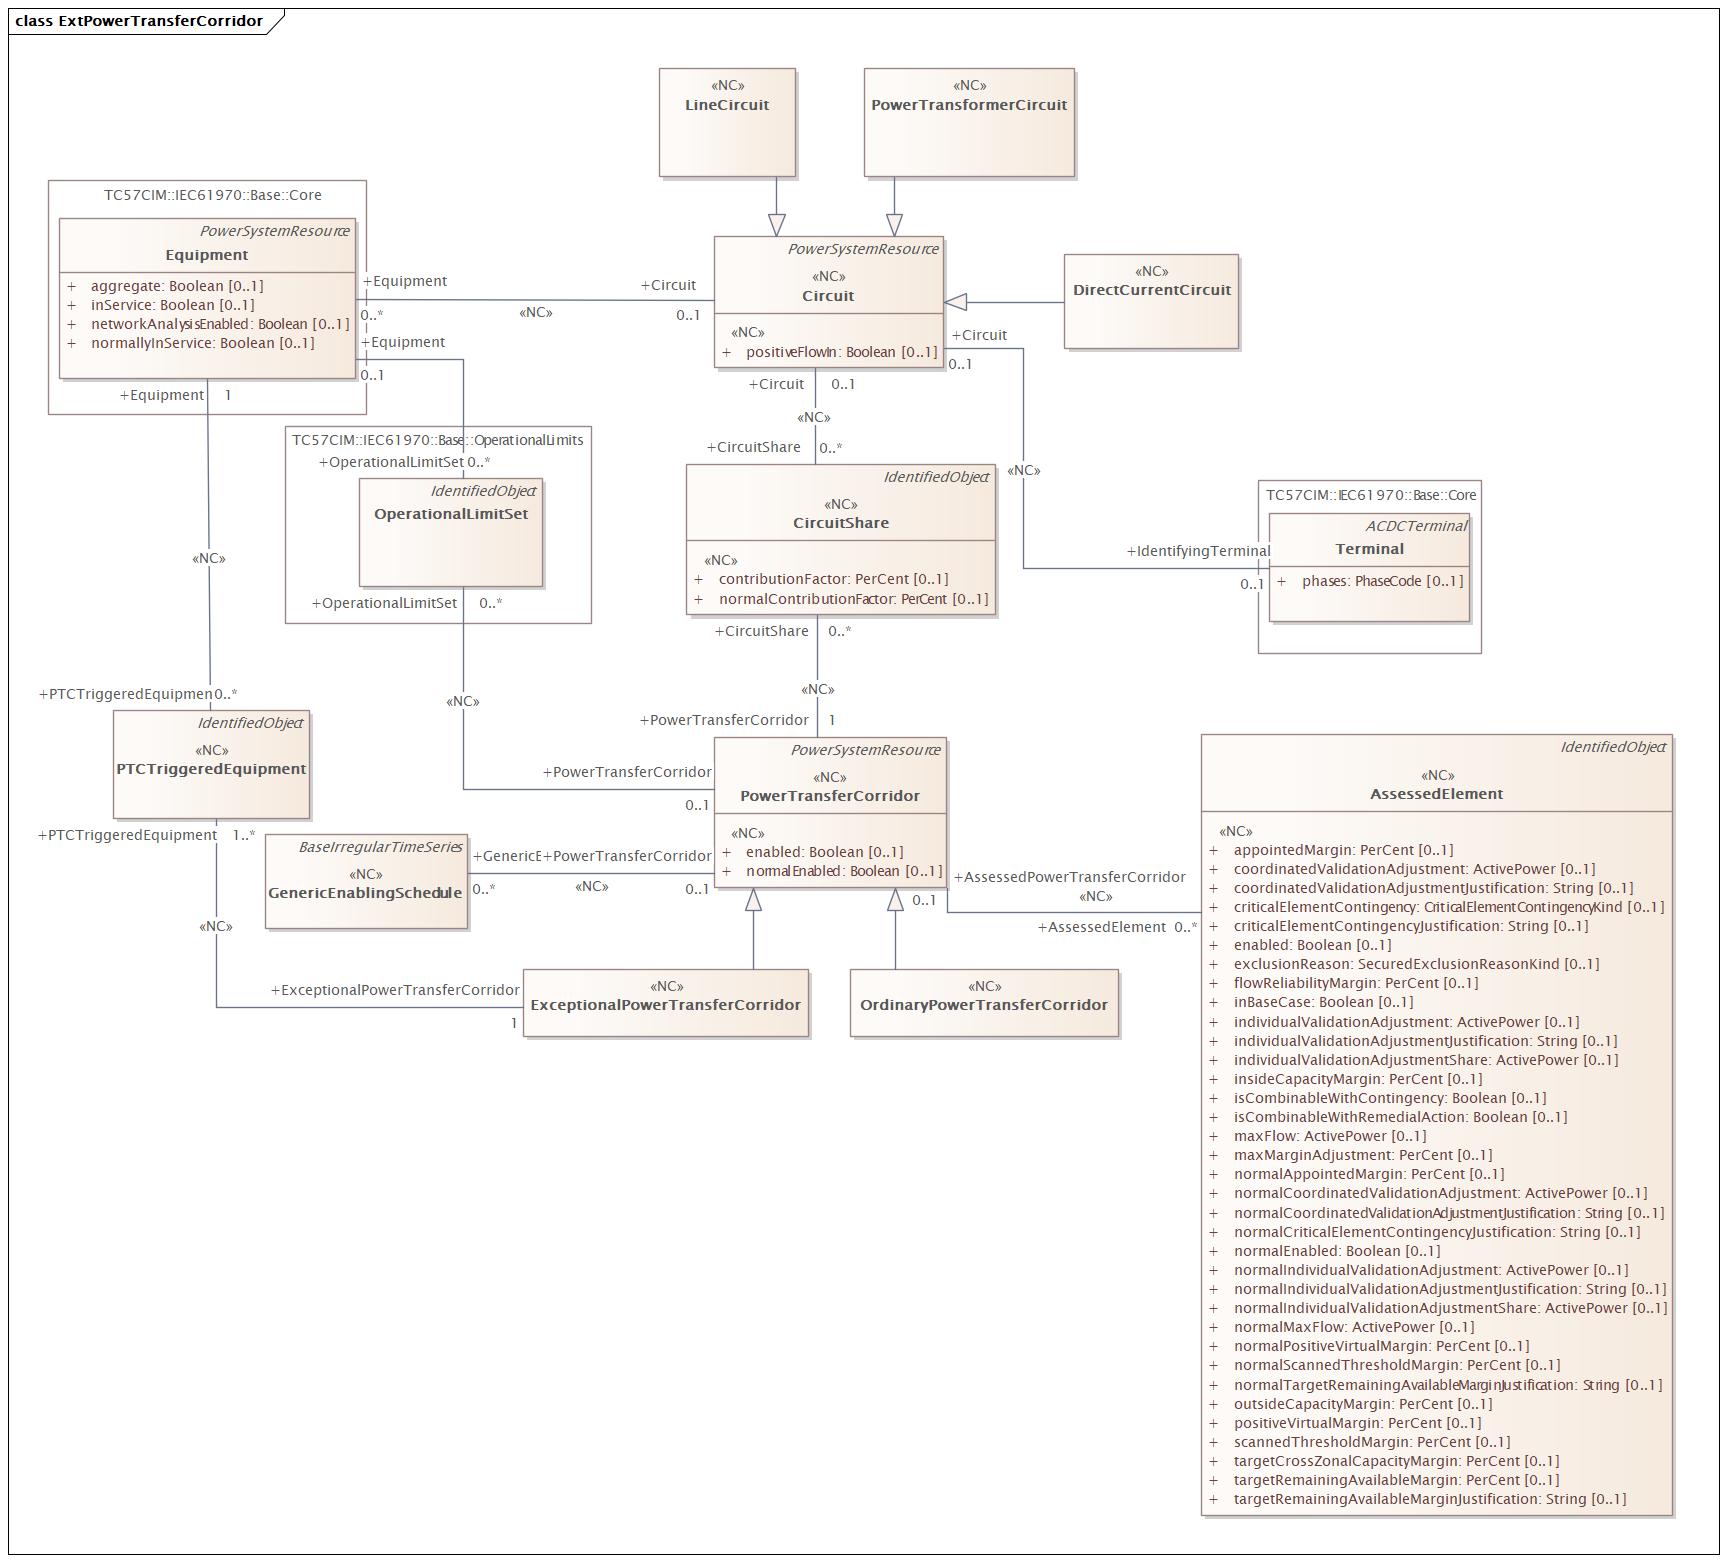 class ExtPowerTransferCorridor
«NC»
LineCircuit
«NC»
PowerTransformerCircuit
TC57CIM::IEC61970::Base::Core
PowerSystemResource
Equipment
+ aggregate: Boolean [0..1]
+ inService: Boolean [0..1]
+ networkAnalysisEnabled: Boolean [0..1]
+ normallyInService: Boolean [0..1]
+Equipment
0..*
«NC»
+Circuit
0..1
PowerSystemResource
«NC»
Circuit
«NC»
+ positiveFlowIn: Boolean [0..1]
«NC»
DirectCurrentCircuit
+Equipment
0..1
+Circuit
0..1
+Equipment 1
+Circuit 0..1
«NC»
+CircuitShare 0..*
TC57CIM::IEC61970::Base::OperationalLimits
+OperationalLimitSet 0..*
IdentifiedObject
OperationalLimitSet
+OperationalLimitSet 0..*
IdentifiedObject
«NC»
CircuitShare
«NC»
+ contributionFactor: PerCent [0..1]
+ normalContributionFactor: PerCent [0..1]
+CircuitShare 0..*
«NC»
+PowerTransferCorridor 1
«NC»
TC57CIM::IEC61970::Base::Core
ACDCTerminal
Terminal
+ phases: PhaseCode [0..1]
+IdentifyingTerminal
0..1
«NC»
+PTCTriggeredEquipmen 0..*
IdentifiedObject
«NC»
PTCTriggeredEquipment
+PTCTriggeredEquipment 1..*
«NC»
+PowerTransferCorridor
0..1
PowerSystemResource
«NC»
PowerTransferCorridor
«NC»
+ enabled: Boolean [0..1]
+ normalEnabled: Boolean [0..1]
BaseIrregularTimeSeries
«NC»
GenericEnablingSchedule
+GenericE +PowerTransferCorridor
0..* «NC» 0..1
«NC»
+ExceptionalPowerTransferCorridor
1
«NC»
ExceptionalPowerTransferCorridor
«NC»
OrdinaryPowerTransferCorridor
+AssessedPowerTransferCorridor
0..1
«NC»
+AssessedElement 0..*
IdentifiedObject
«NC»
AssessedElement
«NC»
+ appointedMargin: PerCent [0..1]
+ coordinatedValidationAdjustment: ActivePower [0..1]
+ coordinatedValidationAdjustmentJustification: String [0..1]
+ criticalElementContingency: CriticalElementContingencyKind [0..1]
+ criticalElementContingencyJustification: String [0..1]
+ enabled: Boolean [0..1]
+ exclusionReason: SecuredExclusionReasonKind [0..1]
+ flowReliabilityMargin: PerCent [0..1]
+ inBaseCase: Boolean [0..1]
+ individualValidationAdjustment: ActivePower [0..1]
+ individualValidationAdjustmentJustification: String [0..1]
+ individualValidationAdjustmentShare: ActivePower [0..1]
+ insideCapacityMargin: PerCent [0..1]
+ isCombinableWithContingency: Boolean [0..1]
+ isCombinableWithRemedialAction: Boolean [0..1]
+ maxFlow: ActivePower [0..1]
+ maxMarginAdjustment: PerCent [0..1]
+ normalAppointedMargin: PerCent [0..1]
+ normalCoordinatedValidationAdjustment: ActivePower [0..1]
+ normalCoordinatedValidationAdjustmentJustification: String [0..1]
+ normalCriticalElementContingencyJustification: String [0..1]
+ normalEnabled: Boolean [0..1]
+ normalIndividualValidationAdjustment: ActivePower [0..1]
+ normalIndividualValidationAdjustmentJustification: String [0..1]
+ normalIndividualValidationAdjustmentShare: ActivePower [0..1]
+ normalMaxFlow: ActivePower [0..1]
+ normalPositiveVirtualMargin: PerCent [0..1]
+ normalScannedThresholdMargin: PerCent [0..1]
+ normalTargetRemainingAvailableMarginJustification: String [0..1]
+ outsideCapacityMargin: PerCent [0..1]
+ positiveVirtualMargin: PerCent [0..1]
+ scannedThresholdMargin: PerCent [0..1]
+ targetCrossZonalCapacityMargin: PerCent [0..1]
+ targetRemainingAvailableMargin: PerCent [0..1]
+ targetRemainingAvailableMarginJustification: String [0..1]